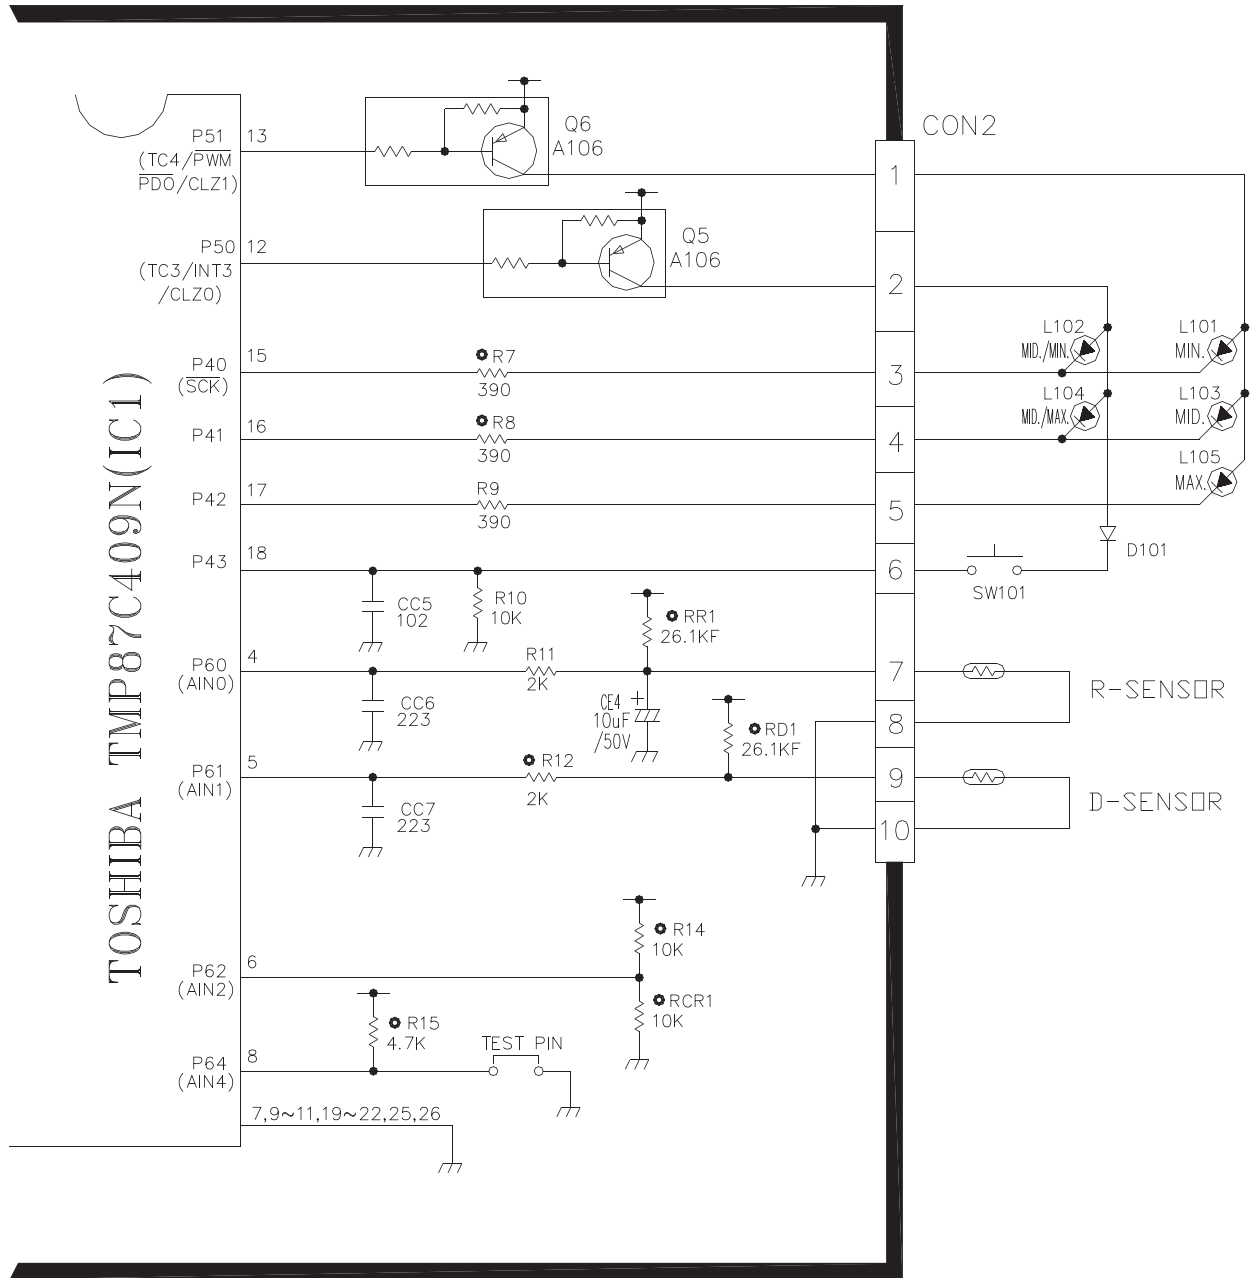 CON2
P51
13
(TC4/PWM
PDO/CLZ1)
Q6
A106
1
P50
12
(TC3/INT3
/CLZ0)
Q5
A106
2
L102
MID./MIN.
L101
MIN.
P40
(SCK)
15
R7
390
3
L104
MID./MAX.
L103
MID.
P41
16
R8
390
4
L105
MAX.
P42
17
R9
390
5
D101
P43
18
6
SW101
CC5
102
R10
10K
RR1
26.1KF
TOSHIBA TMP87C409N(IC1)
P60
(AIN0)
4
R11
2K
7
R-SENSOR
CC6
223
CE4
10uF
/50V
+
8
RD1
26.1KF
P61
(AIN1)
5
R12
2K
9
D-SENSOR
CC7
223
10
R14
10K
P62
(AIN2)
6
RCR1
10K
R15
4.7K
P64
(AIN4)
8
TEST PIN
7,9~11,19~22,25,26